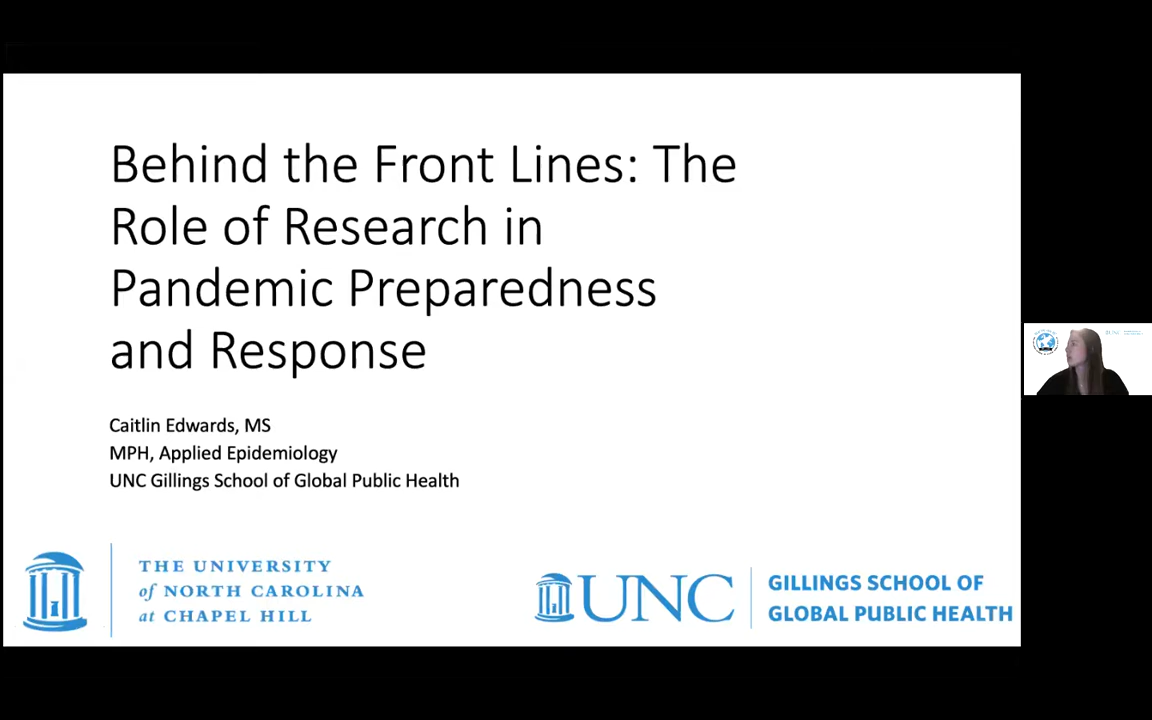 Behind the Front Lines: The
Role of Research in
Pandemic Preparedness
and Response
Caitlin Edwards, MS
MPH, Applied Epidemiology
UNC Gillings School of Global Public Health
THE UNIVERSITY
of NORTH CAROLINA
at CHAPEL HILL
UNC
GILLINGS SCHOOL OF
GLOBAL PUBLIC HEALTH